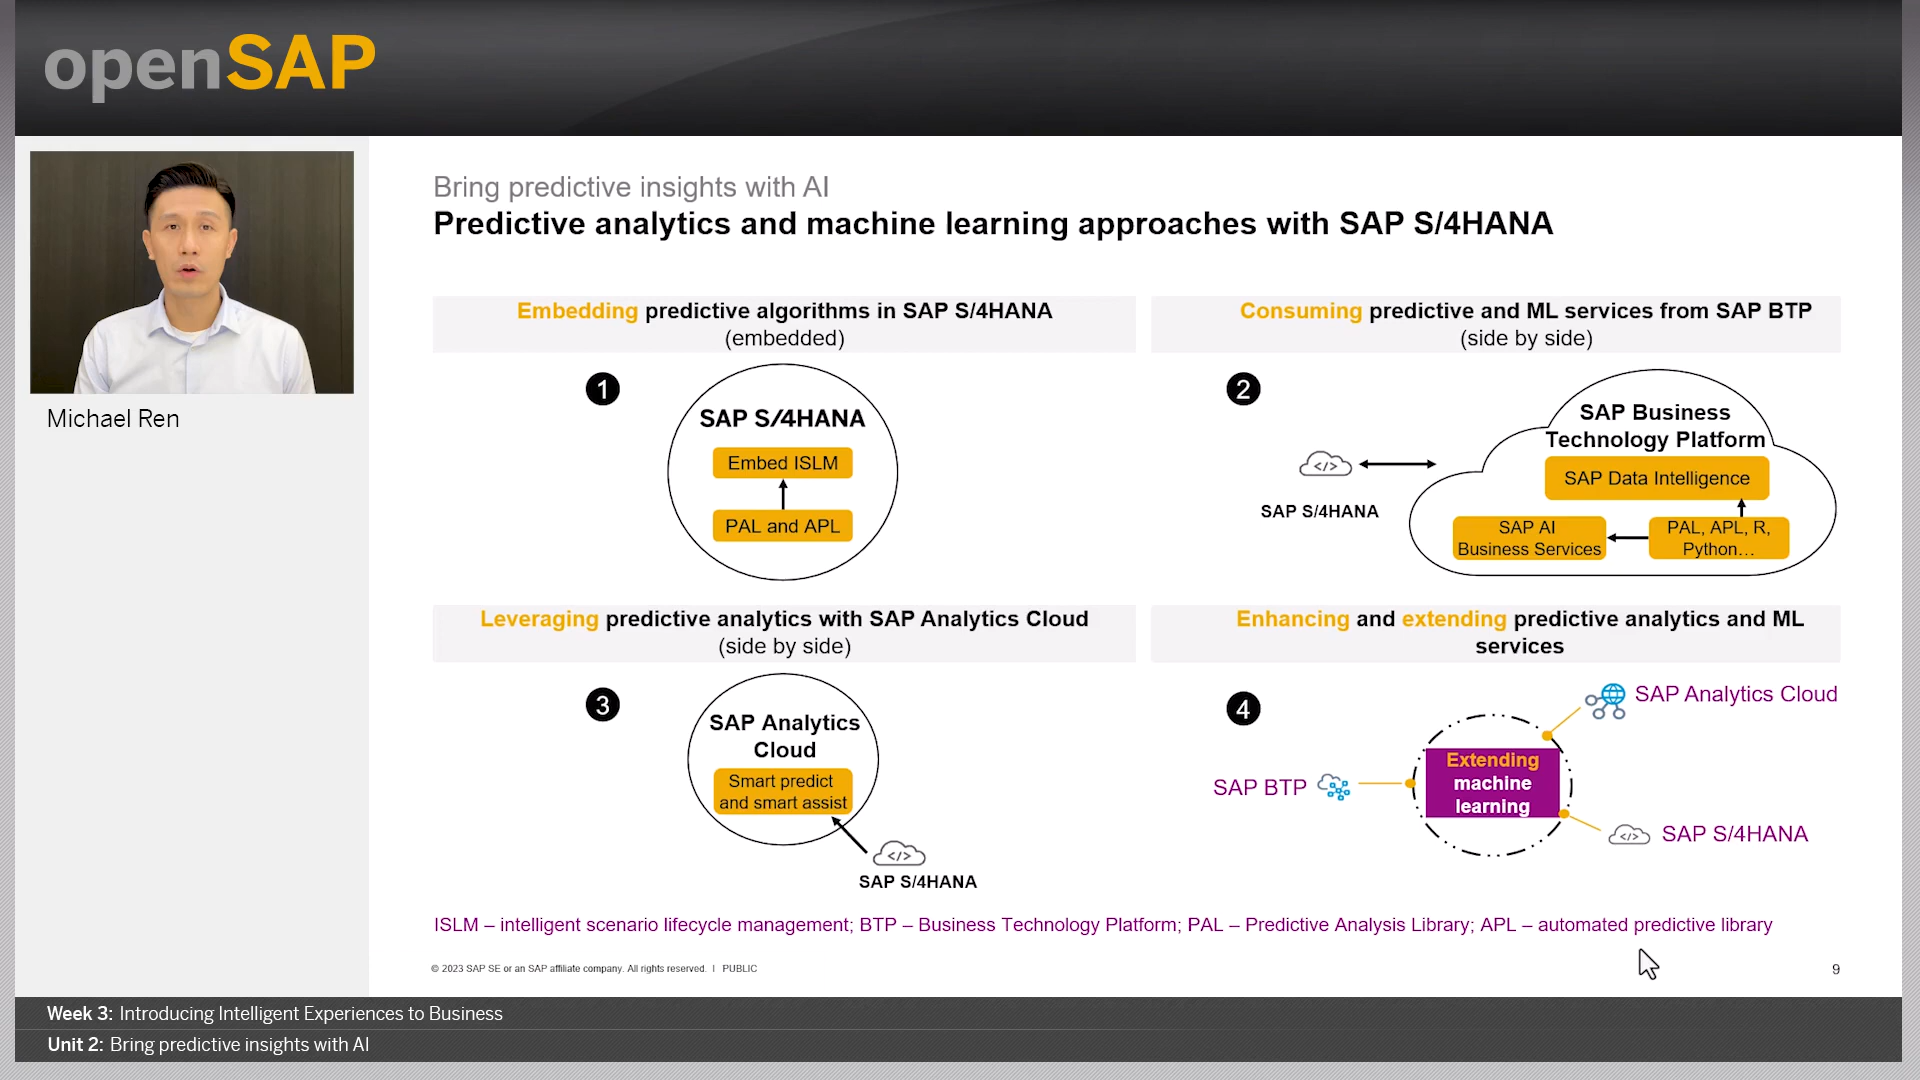 openSAP
Michael Ren
Bring predictive insights with AI
Predictive analytics and machine learning approaches with SAP S/4HANA
Embedding predictive algorithms in SAP S/4HANA
(embedded)
1
SAP S/4HANA
Embed ISLM
PAL and APL
Consuming predictive and ML services from SAP BTP
(side by side)
2
</>
SAP S/4HANA
SAP Business
Technology Platform
SAP Data Intelligence
SAP AI
Business Services
PAL, APL, R,
Python…
Leveraging predictive analytics with SAP Analytics Cloud
(side by side)
3
SAP Analytics
Cloud
Smart predict
and smart assist
</>
SAP S/4HANA
Enhancing and extending predictive analytics and ML
services
4
SAP Analytics Cloud
SAP BTP
Extending
machine
learning
</>
SAP S/4HANA
ISLM – intelligent scenario lifecycle management; BTP – Business Technology Platform; PAL – Predictive Analysis Library; APL – automated predictive library
© 2023 SAP SE or an SAP affiliate company. All rights reserved. I PUBLIC
9
Week 3: Introducing Intelligent Experiences to Business
Unit 2: Bring predictive insights with AI